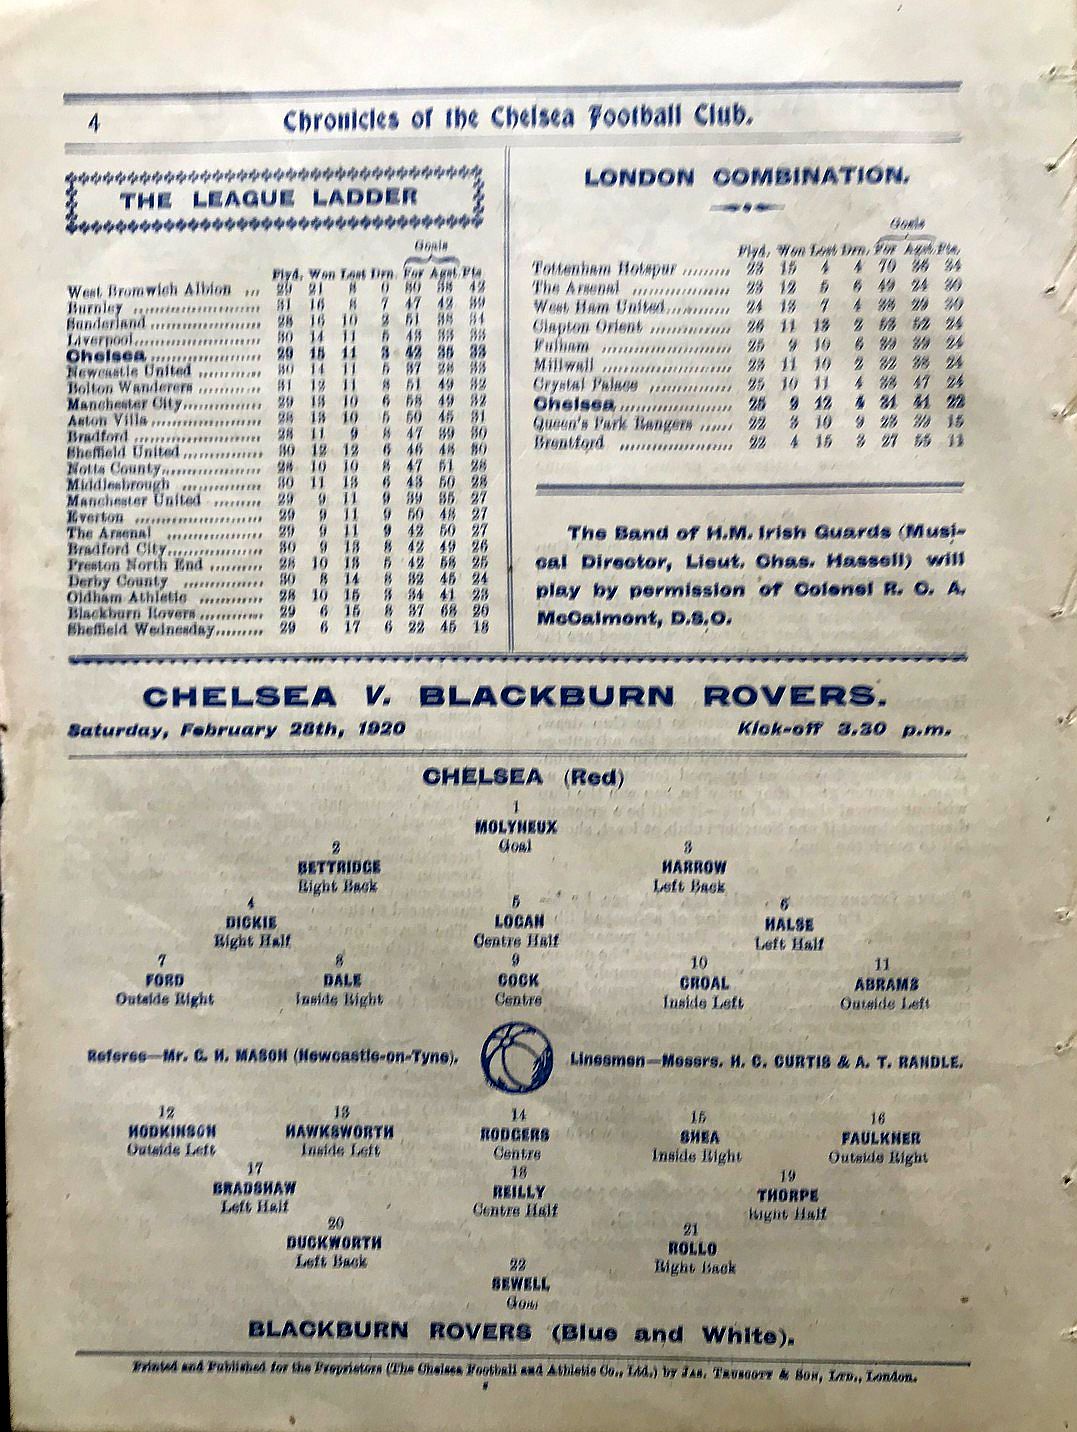 4
Chronicles of the Chelsea Football Club.
THE LEAGUE LADDER
Goals
Plyd. Won Lost Drn. For Agst. Pts.
West Bromwich Albion ... 29 21 8 0 80 38 42
Burnley 31 16 8 7 47 42 39
Sunderland 28 16 10 2 51 38 34
Liverpool 30 14 11 5 43 33 33
Chelsea 29 15 11 3 42 35 33
Newcastle United 30 14 11 5 37 28 33
Bolton Wanderers 31 12 11 8 51 49 32
Manchester City 29 13 10 6 58 49 32
Aston Villa 28 13 10 5 50 45 31
Bradford 28 11 9 8 47 39 30
Sheffield United 30 12 12 6 46 48 30
Notts County 28 10 10 8 47 51 28
Middlesbrough 30 11 13 6 43 50 28
Manchester United 29 9 11 9 39 35 27
Everton 29 9 11 9 50 48 27
The Arsenal 29 9 11 9 42 50 27
Bradford City 30 9 13 8 42 49 26
Preston North End 28 10 13 5 42 58 25
Derby County 30 8 14 8 32 45 24
Oldham Athletic 28 10 15 3 34 41 23
Blackburn Rovers 29 6 15 8 37 68 20
Sheffield Wednesday 29 6 17 6 22 45 18
LONDON COMBINATION.
Goals
Plyd. Won Lost Drn. For Agst. Pts.
Tottenham Hotspur 23 15 4 4 70 36 34
The Arsenal 23 12 5 6 49 24 30
West Ham United 24 13 7 4 38 29 30
Clapton Orient 26 11 13 2 53 52 24
Fulham 25 9 10 6 39 39 24
Millwall 23 11 10 2 32 38 24
Crystal Palace 25 10 11 4 38 47 24
Chelsea 25 9 12 4 31 41 22
Queen's Park Rangers 22 3 10 9 23 39 15
Brentford 22 4 15 3 27 55 11
The Band of H.M. Irish Guards (Musi-
cal Director, Lieut. Chas. Hassell) will
play by permission of Colonel R. C. A.
McCalmont, D.S.O.
CHELSEA V. BLACKBURN ROVERS.
Saturday, February 28th, 1920 Kick-off 3.30 p.m.
CHELSEA (Red)
1
MOLYNEUX
Goal
2 3
BETTRIDGE HARROW
Right Back Left Back
4 5 6
DICKIE LOGAN HALSE
Right Half Centre Half Left Half
7 8 9 10 11
FORD DALE COCK CROAL ABRAMS
Outside Right Inside Right Centre Inside Left Outside Left
Referee—Mr. C. H. MASON (Newcastle-on-Tyne). Linesmen—Messrs. H. C. CURTIS & A. T. RANDLE.
12 13 14 15 16
HODKINSON HAWKSWORTH RODGERS SHEA FAULKNER
Outside Left Inside Left Centre Inside Right Outside Right
17 18 19
BRADSHAW REILLY THORPE
Left Half Centre Half Right Half
20 21
DUCKWORTH ROLLO
Left Back Right Back
22
SEWELL
Goal
BLACKBURN ROVERS (Blue and White).
Printed and Published for the Proprietors (The Chelsea Football and Athletic Co., Ltd.) by JAS. TRUSCOTT & SON, LTD., London.